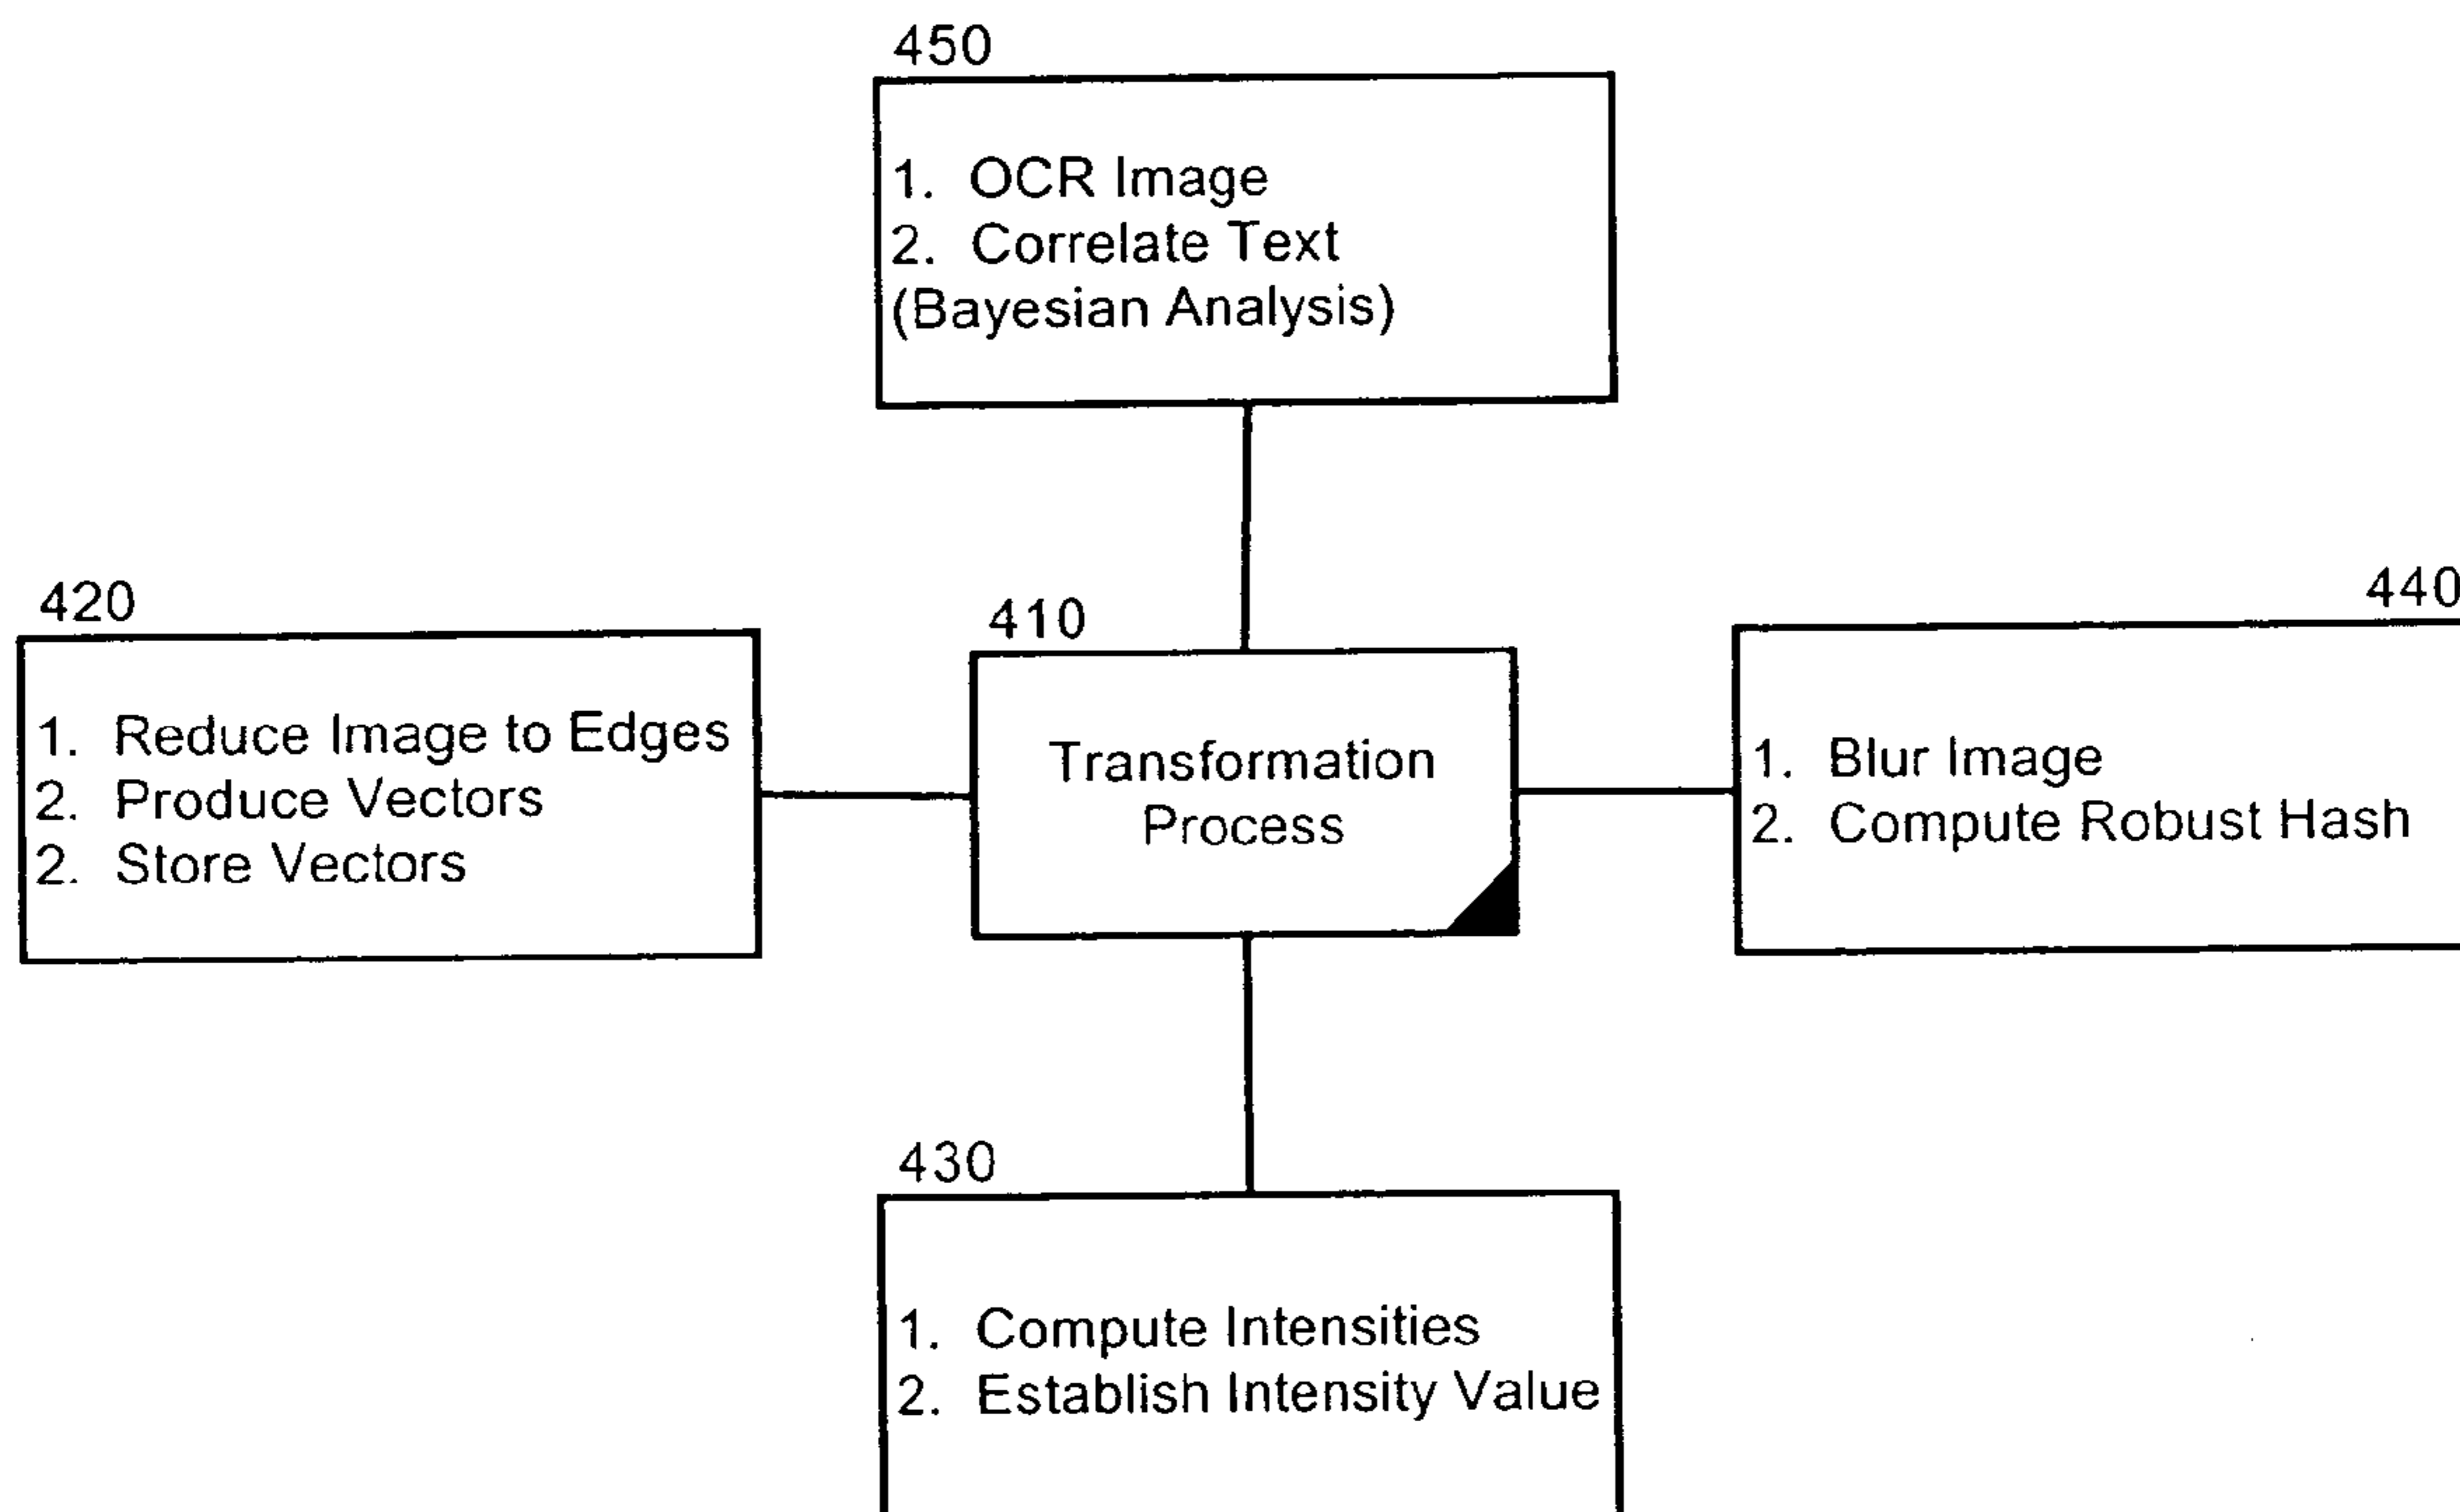 450
1. OCR Image
2. Correlate Text
(Bayesian Analysis)
420
1. Reduce Image to Edges
2. Produce Vectors
2. Store Vectors
410
Transformation
Process
440
1. Blur Image
2. Compute Robust Hash
430
1. Compute Intensities
2. Establish Intensity Value